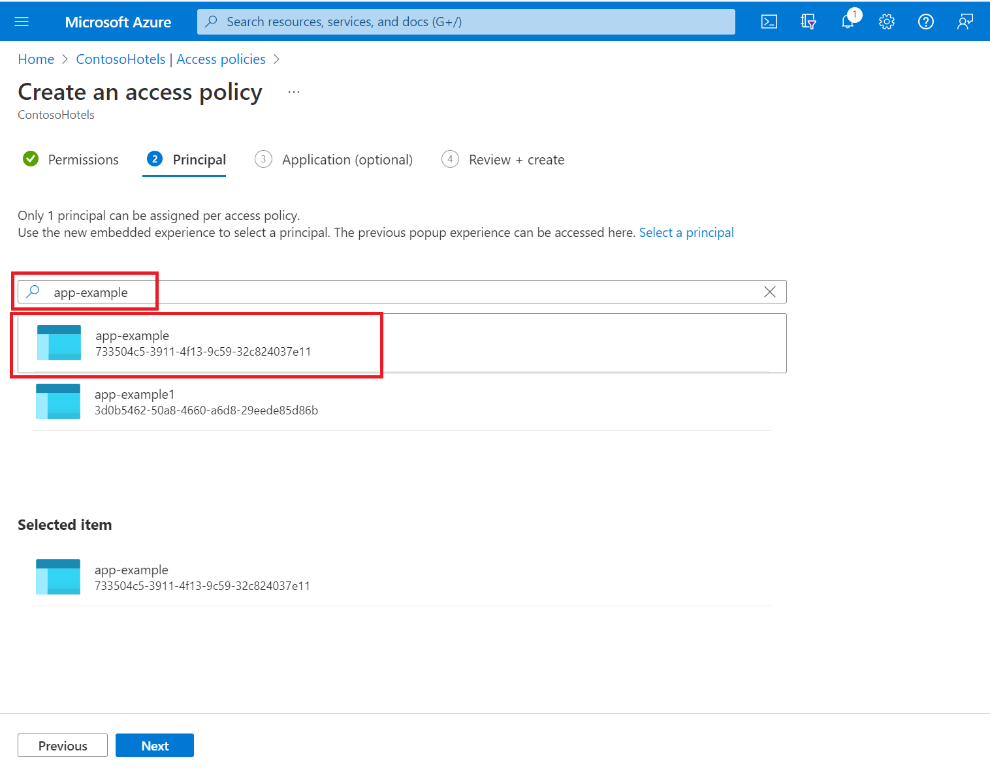 Microsoft Azure
Search resources, services, and docs (G+/)
1
Home > ContosoHotels | Access policies >
Create an access policy ...
ContosoHotels
Permissions
2 Principal
3 Application (optional)
4 Review + create
Only 1 principal can be assigned per access policy.
Use the new embedded experience to select a principal. The previous popup experience can be accessed here. Select a principal
app-example
app-example
733504c5-3911-4f13-9c59-32c824037e11
app-example1
3d0b5462-50a8-4660-a6d8-29eede85d86b
Selected item
app-example
733504c5-3911-4f13-9c59-32c824037e11
Previous
Next